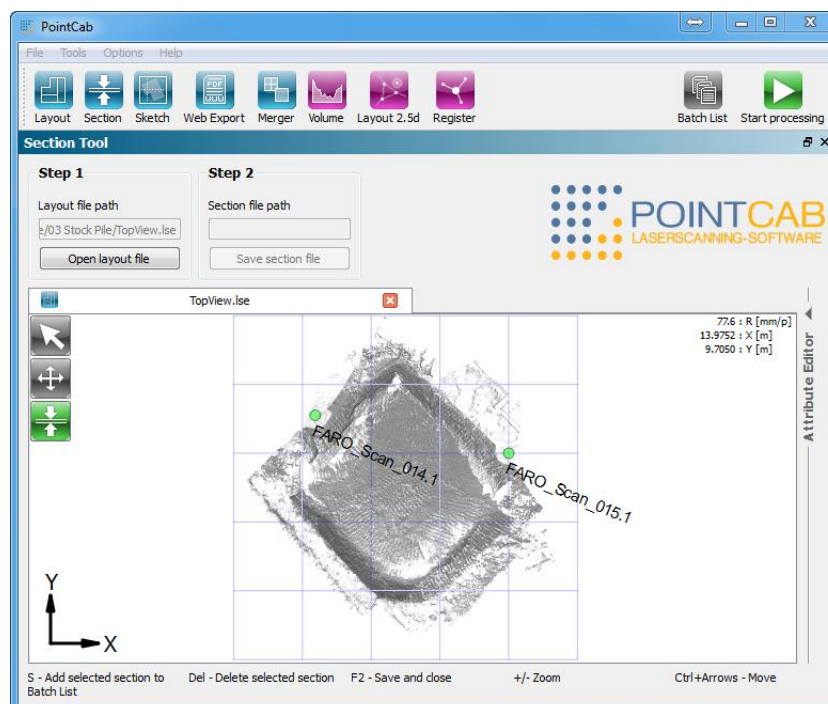 PointCab
File Tools Options Help
Layout Section Sketch Web Export Merger Volume Layout 2.5d Register Batch List Start processing
PDF
Section Tool
Step 1
Layout file path
e/03 Stock Pile/TopView.lse
Open layout file
Step 2
Section file path
Save section file
POINTCAB
LASERSCANNING-SOFTWARE
TopView.lse
77.6 : R [mm/p]
13.9752 : X [m]
9.7050 : Y [m]
Attribute Editor
FARO_Scan_014.1
FARO_Scan_015.1
Y
X
S - Add selected section to
Batch List
Del - Delete selected section
F2 - Save and close
+/- Zoom
Ctrl+Arrows - Move